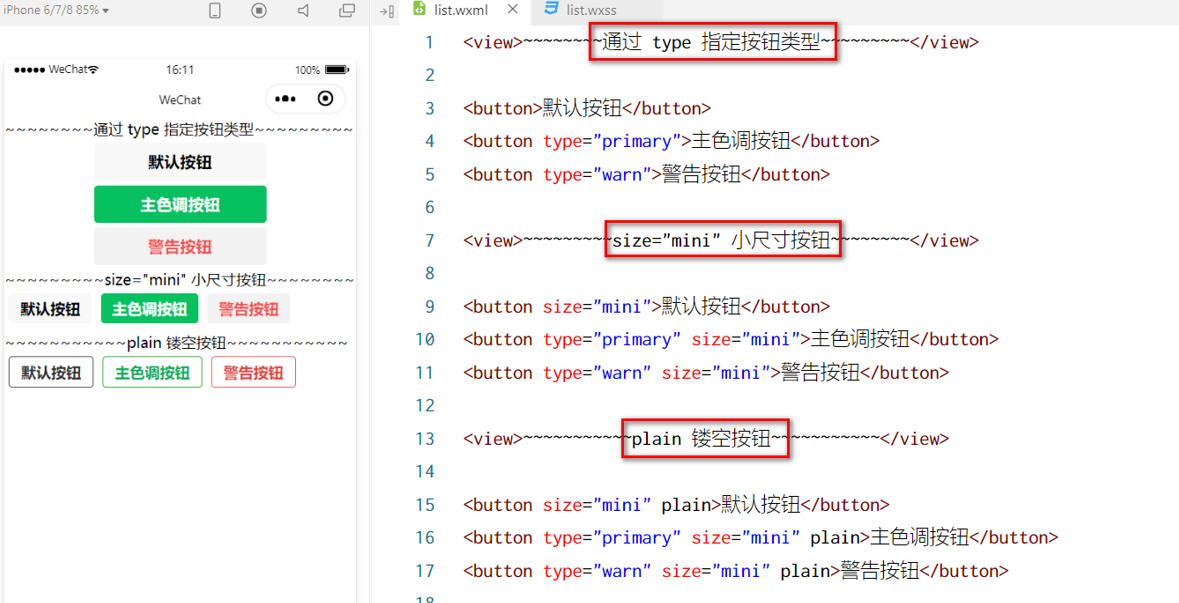 iPhone 6/7/8 85%
list.wxml
list.wxss
WeChat
16:11
100%
WeChat
~~~~~~~~通过 type 指定按钮类型~~~~~~~~~
默认按钮
主色调按钮
警告按钮
~~~~~~~~~size="mini" 小尺寸按钮~~~~~~~~
默认按钮 主色调按钮 警告按钮
~~~~~~~~~~~plain 镂空按钮~~~~~~~~~~~
默认按钮 主色调按钮 警告按钮
1 <view>~~~~~~~~通过 type 指定按钮类型~~~~~~~~~</view>
2
3 <button>默认按钮</button>
4 <button type="primary">主色调按钮</button>
5 <button type="warn">警告按钮</button>
6
7 <view>~~~~~~~~~size="mini" 小尺寸按钮~~~~~~~~</view>
8
9 <button size="mini">默认按钮</button>
10 <button type="primary" size="mini">主色调按钮</button>
11 <button type="warn" size="mini">警告按钮</button>
12
13 <view>~~~~~~~~~~~plain 镂空按钮~~~~~~~~~~~</view>
14
15 <button size="mini" plain>默认按钮</button>
16 <button type="primary" size="mini" plain>主色调按钮</button>
17 <button type="warn" size="mini" plain>警告按钮</button>
18